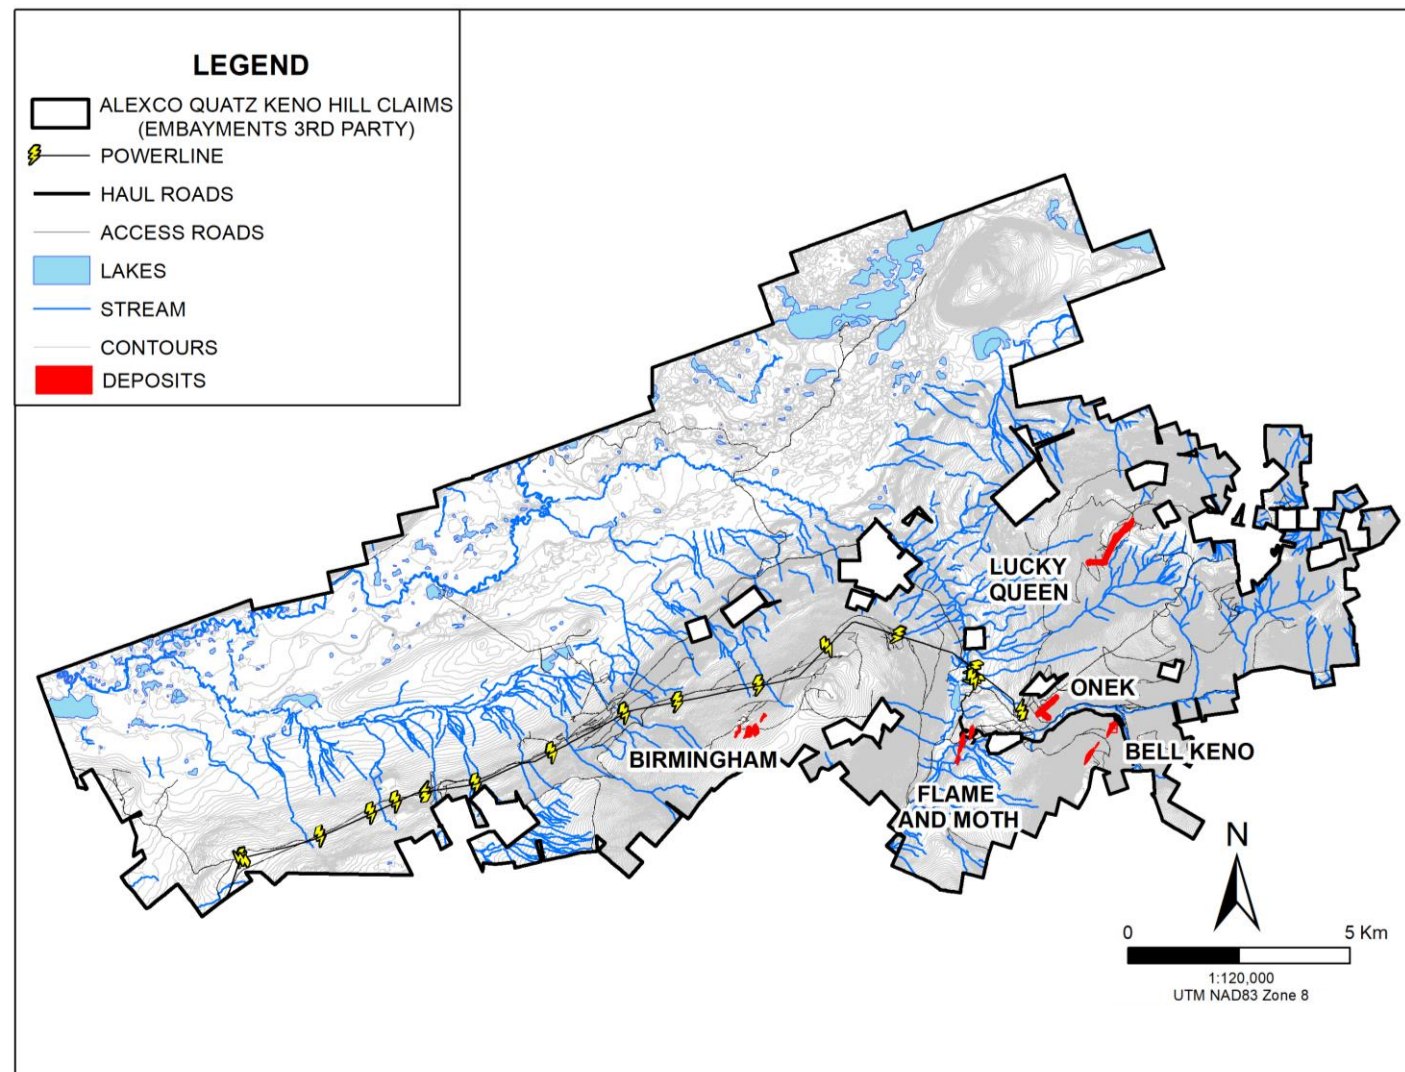 LEGEND
ALEXCO QUATZ KENO HILL CLAIMS
(EMBAYMENTS 3RD PARTY)
POWERLINE
HAUL ROADS
ACCESS ROADS
LAKES
STREAM
CONTOURS
DEPOSITS
LUCKY
QUEEN
ONEK
BIRMINGHAM
BELL KENO
FLAME
AND MOTH
N
0 5 Km
1:120,000
UTM NAD83 Zone 8